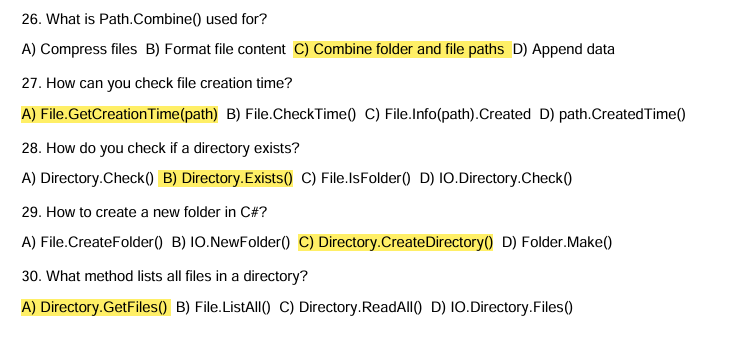 26. What is Path.Combine() used for?
A) Compress files B) Format file content C) Combine folder and file paths D) Append data
27. How can you check file creation time?
A) File.GetCreationTime(path) B) File.CheckTime() C) File.Info(path).Created D) path.CreatedTime()
28. How do you check if a directory exists?
A) Directory.Check() B) Directory.Exists() C) File.IsFolder() D) IO.Directory.Check()
29. How to create a new folder in C#?
A) File.CreateFolder() B) IO.NewFolder() C) Directory.CreateDirectory() D) Folder.Make()
30. What method lists all files in a directory?
A) Directory.GetFiles() B) File.ListAll() C) Directory.ReadAll() D) IO.Directory.Files()